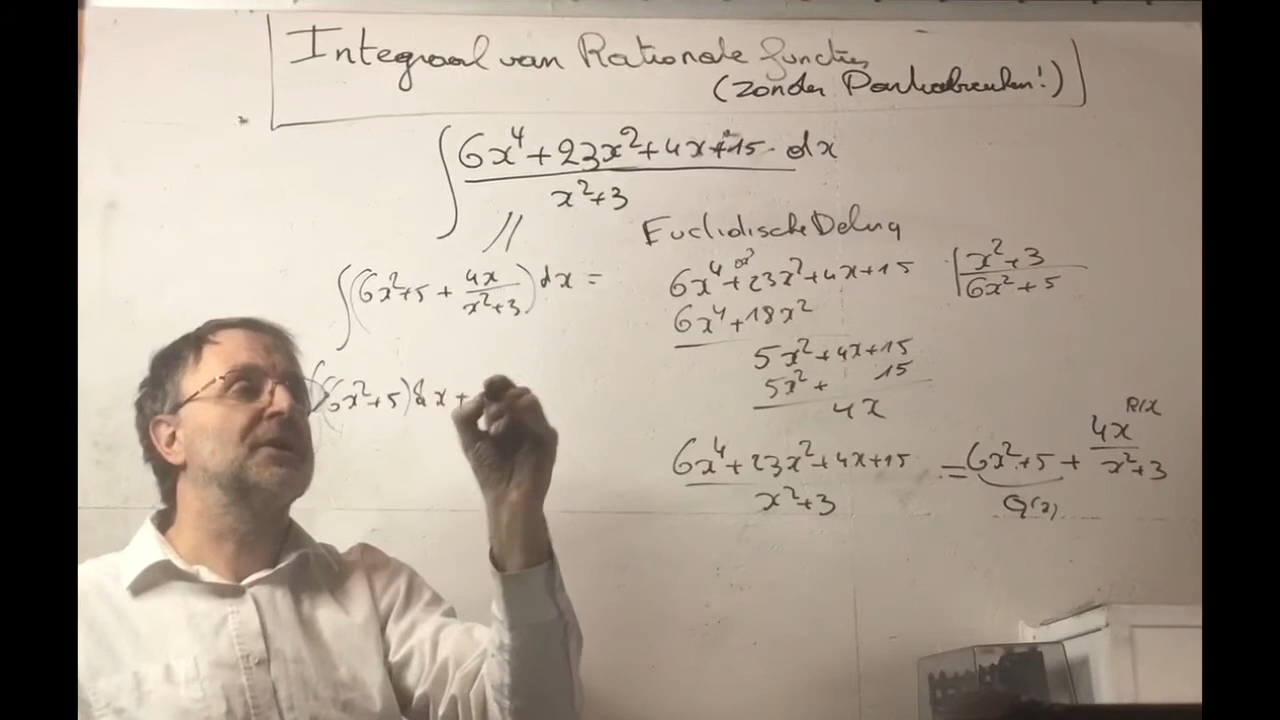 Integraal van Rationale functies
(zonder Partiaalbreuken!)
∫ 6x⁴+23x²+4x+15 dx
x²+3
//
Euclidische Deling
6x⁴+23x²+4x+15 | x²+3
∫(6x²+5 + 4x/(x²+3))dx = 6x²+5
6x⁴+18x²
5x²+4x+15
5x²+ 15
4x
∫(6x²+5)dx +
6x⁴+23x²+4x+15 = 6x²+5 + 4x R(x)
x²+3 Q(x) x²+3